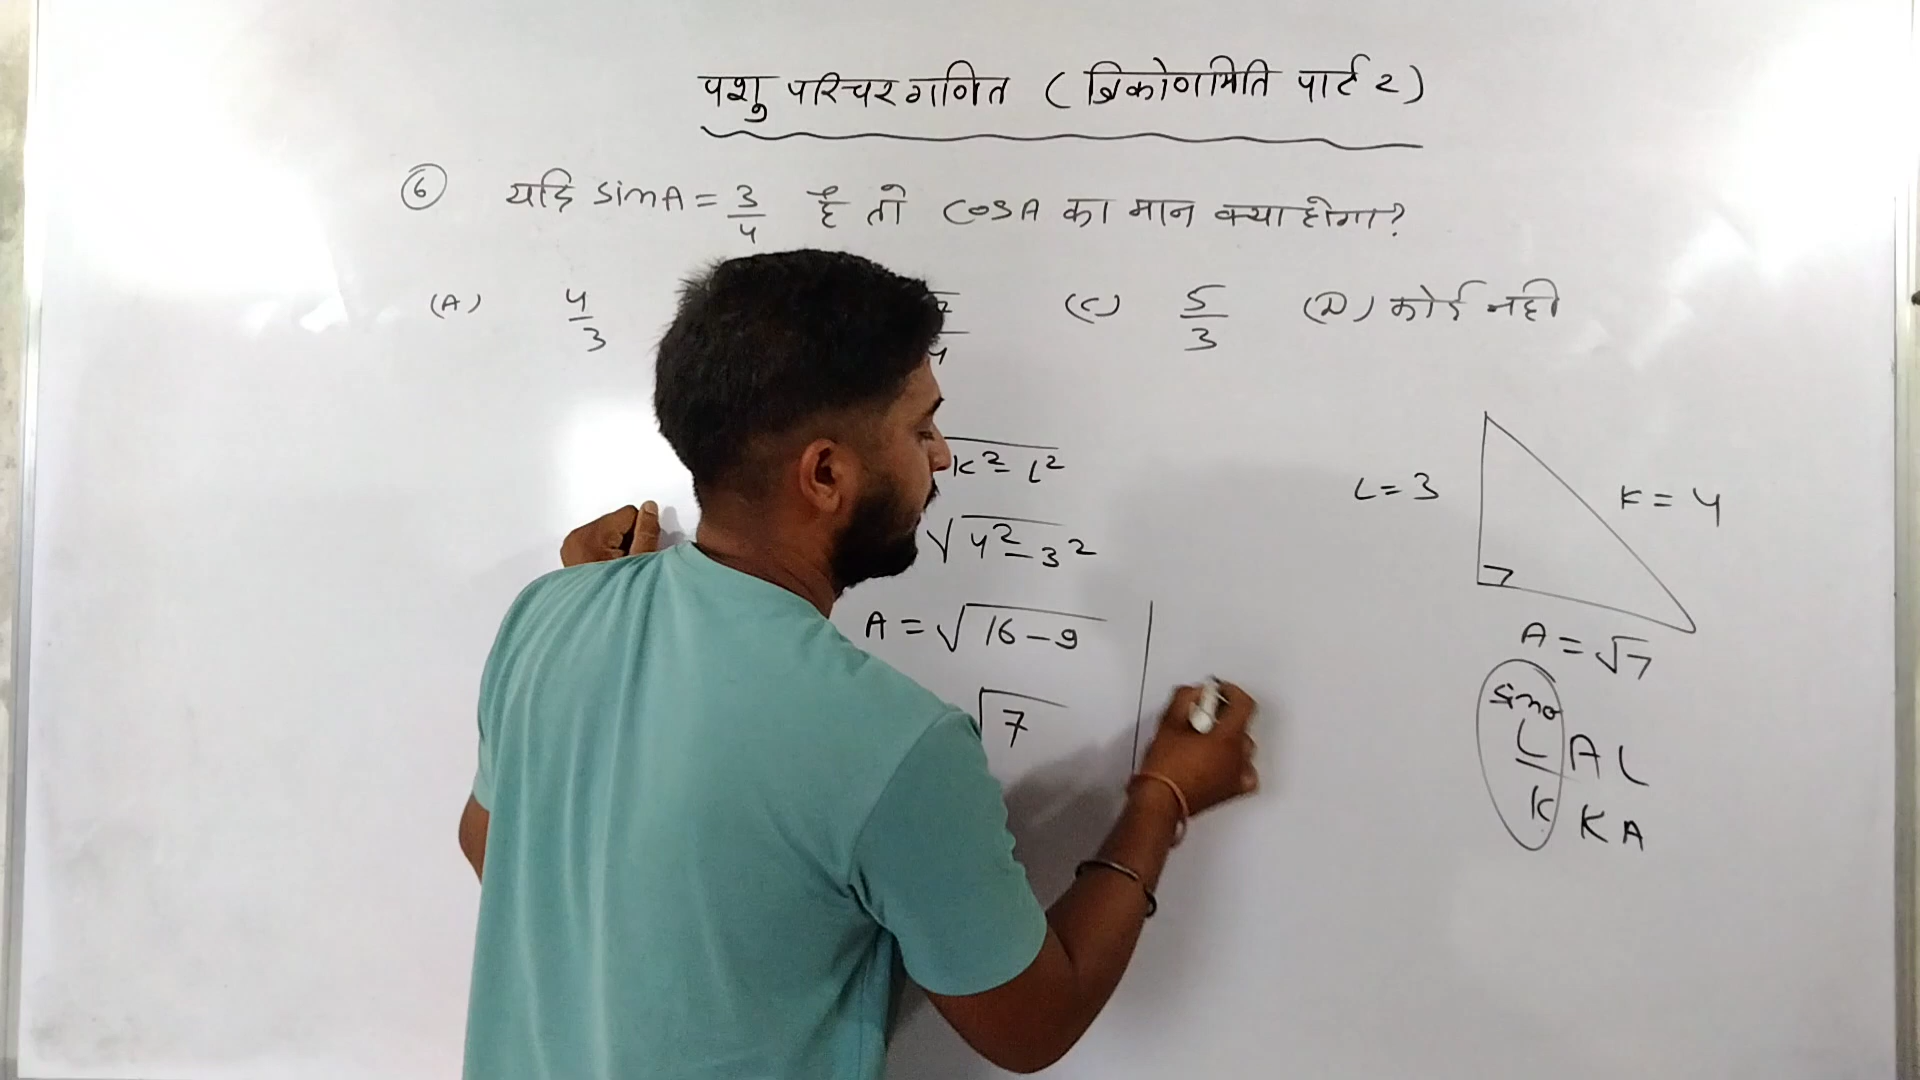 पशु परिचर गणित (त्रिकोणमिति पार्ट 2)
⑥ यदि sinA = 3/4 है तो cosA का मान क्या होगा?
(A) 4/3 (C) 5/3 (D) कोई नही
K² - L²
√4² - 3²
A = √16 - 9
√7
L = 3
K = 4
A = √7
sinθ
L A L
K K A